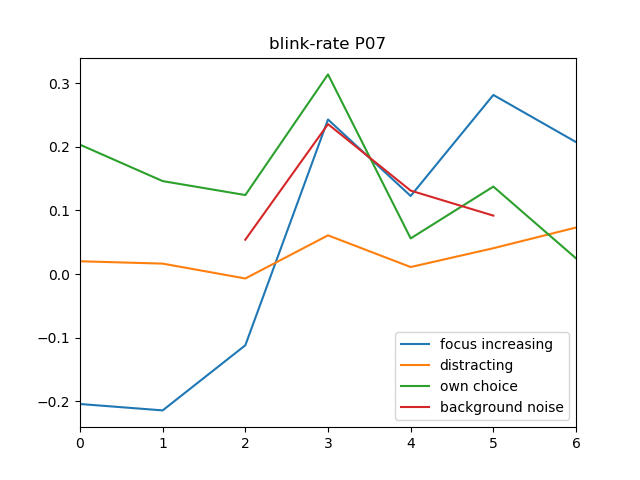 blink-rate P07
0.3
0.2
0.1
0.0
−0.1
−0.2
0 1 2 3 4 5 6
focus increasing
distracting
own choice
background noise